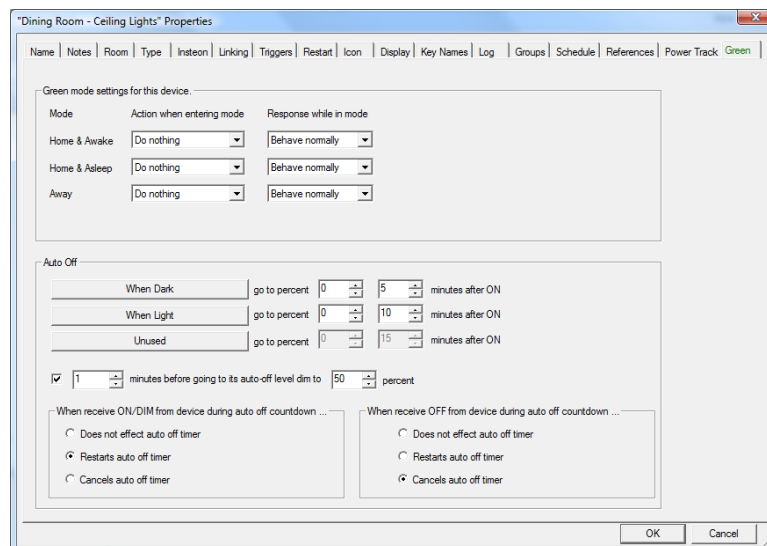 "Dining Room - Ceiling Lights" Properties
Name Notes Room Type Insteon Linking Triggers Restart Icon Display Key Names Log Groups Schedule References Power Track Green
Green mode settings for this device.
Mode Action when entering mode Response while in mode
Home & Awake Do nothing Behave normally
Home & Asleep Do nothing Behave normally
Away Do nothing Behave normally
Auto Off
When Dark go to percent 0 5 minutes after ON
When Light go to percent 0 10 minutes after ON
Unused go to percent 0 15 minutes after ON
1 minutes before going to its auto-off level dim to 50 percent
When receive ON/DIM from device during auto off countdown ... When receive OFF from device during auto off countdown ...
Does not effect auto off timer Does not effect auto off timer
Restarts auto off timer Restarts auto off timer
Cancels auto off timer Cancels auto off timer
OK Cancel